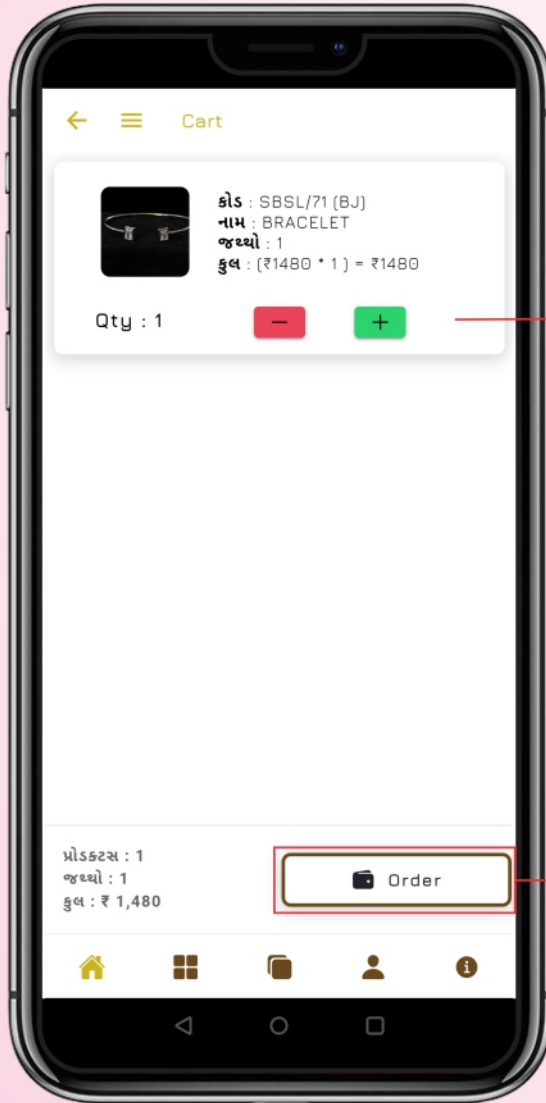 Cart
કોડ : SBSL/71 (BJ)
નામ : BRACELET
જથ્થો : 1
કુલ : (₹1480 * 1 ) = ₹1480
Qty : 1
પ્રોડક્ટસ : 1
જથ્થો : 1
કુલ : ₹ 1,480
Order